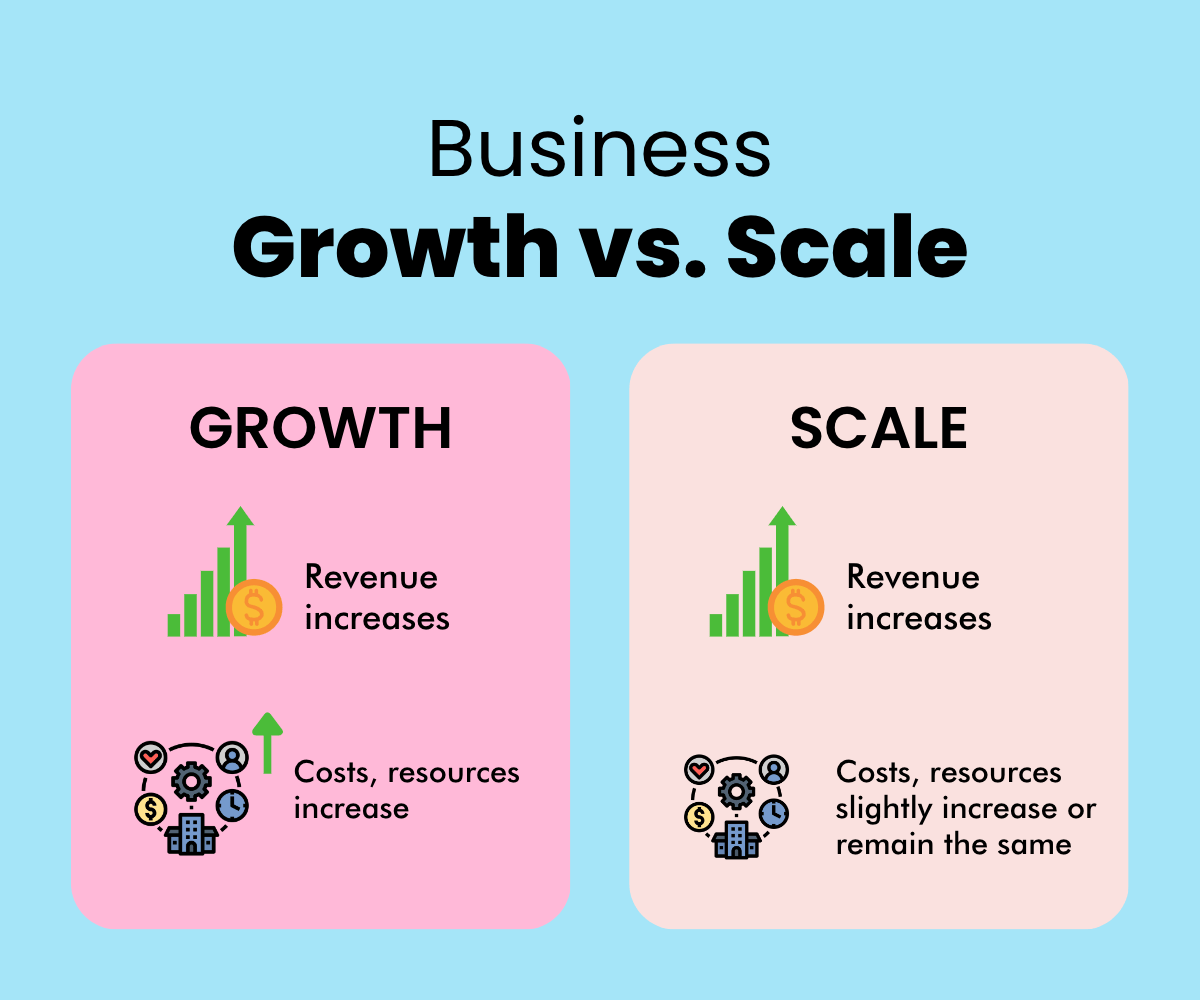 Business
Growth vs. Scale
GROWTH
Revenue
increases
Costs, resources
increase
SCALE
Revenue
increases
Costs, resources
slightly increase or
remain the same